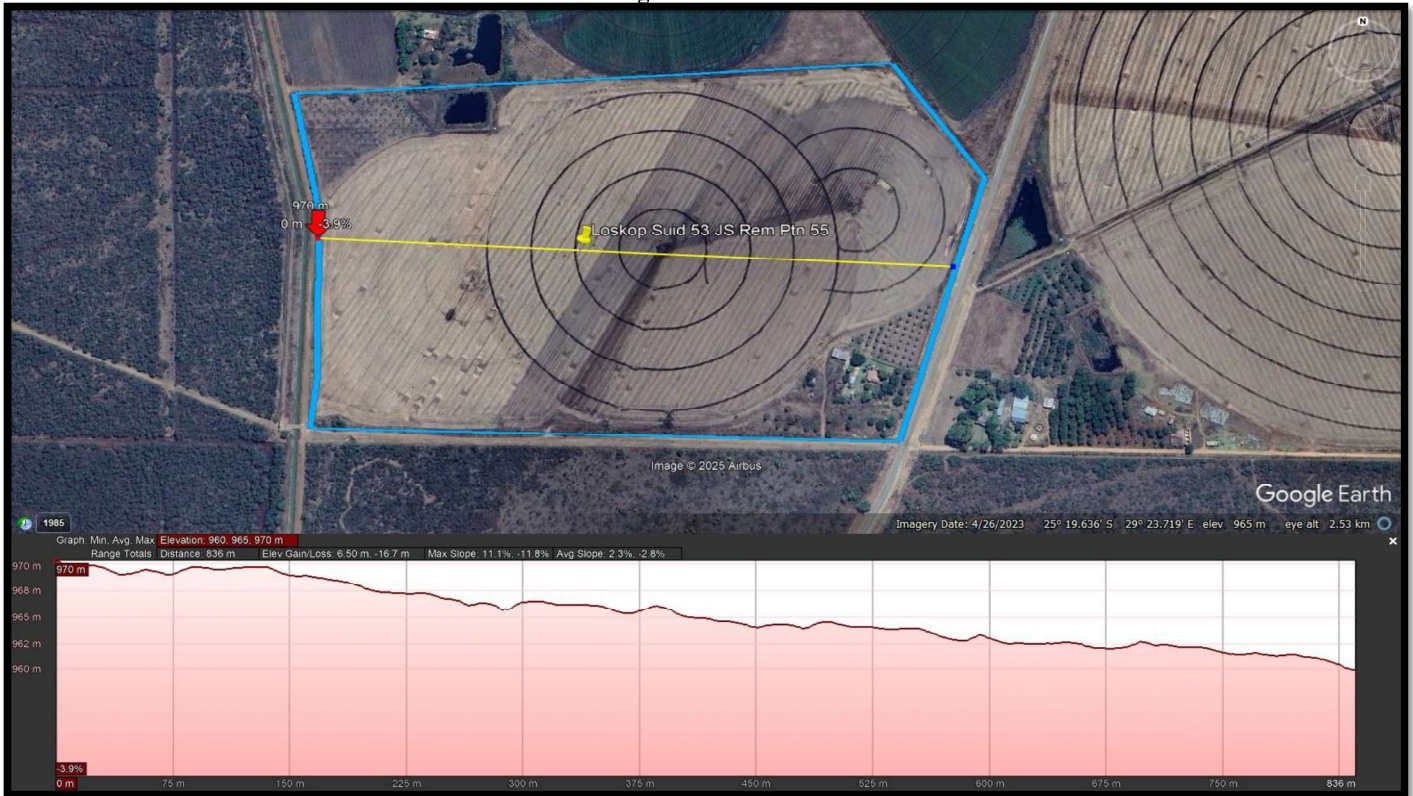 N
970 m
0 m -3.9%
Loskop Suid 53 JS Rem Ptn 55
Image © 2025 Airbus
Google Earth
1985
Imagery Date: 4/26/2023 25° 19.636' S 29° 23.719' E elev 965 m eye alt 2.53 km
Graph: Min, Avg, Max Elevation: 960, 965, 970 m
Range Totals: Distance: 836 m Elev Gain/Loss: 6.50 m, -16.7 m Max Slope: 11.1%, -11.8% Avg Slope: 2.3%, -2.8%
970 m
970 m
968 m
965 m
962 m
960 m
-3.9%
0 m 75 m 150 m 225 m 300 m 375 m 450 m 525 m 600 m 675 m 750 m 836 m